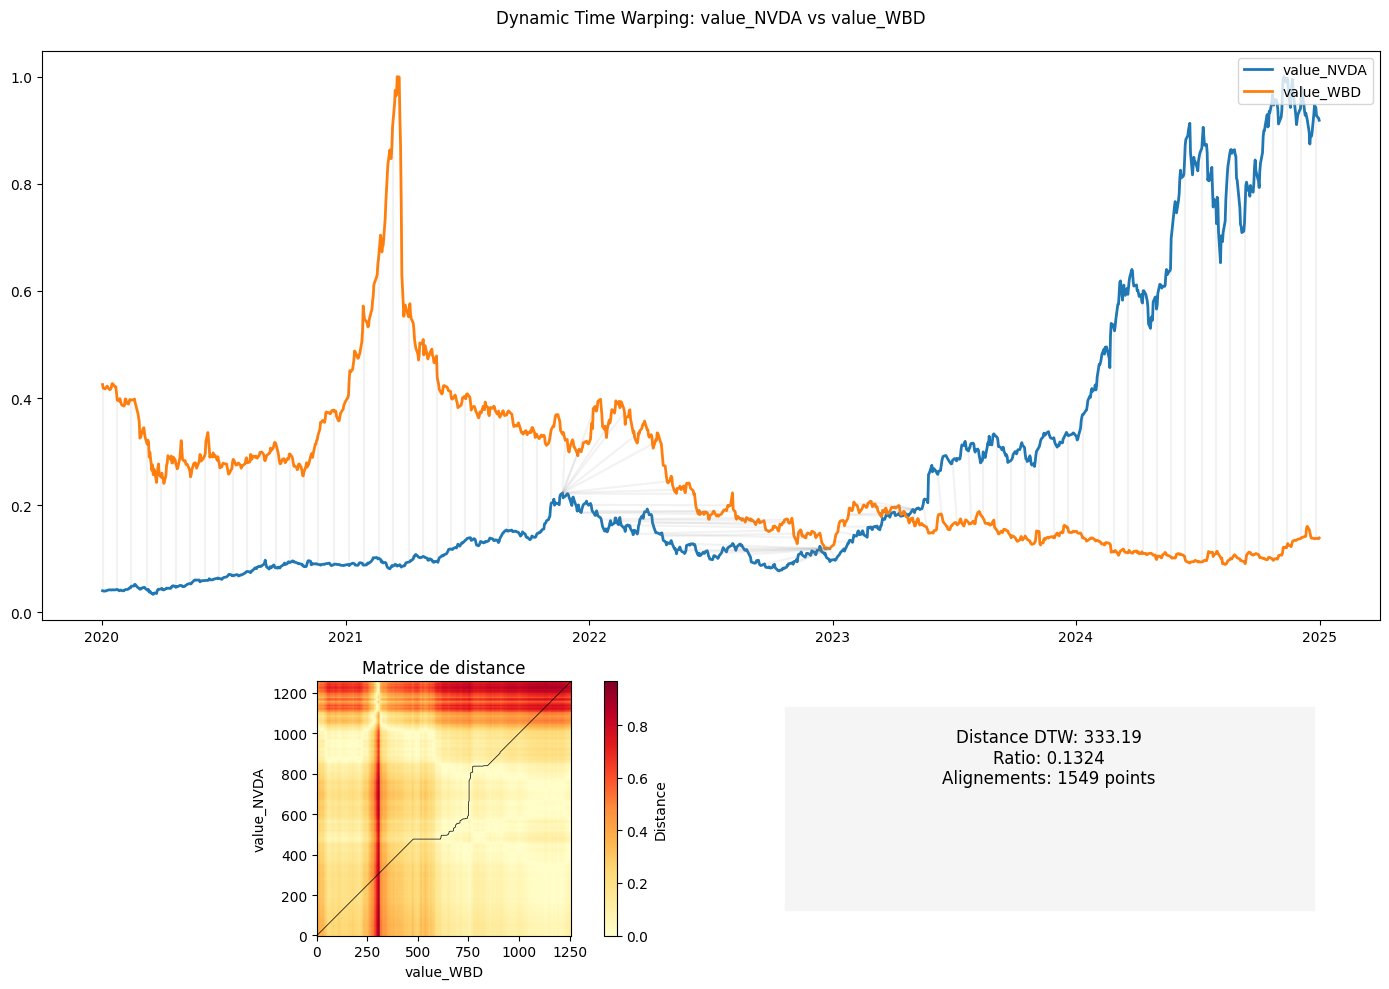 Dynamic Time Warping: value_NVDA vs value_WBD
1.0
0.8
0.6
0.4
0.2
0.0
value_NVDA
value_WBD
2020 2021 2022 2023 2024 2025
Matrice de distance
1200
1000
800
600
400
200
0
value_NVDA
0 250 500 750 1000 1250
value_WBD
0.8
0.6
0.4
0.2
0.0
Distance
Distance DTW: 333.19
Ratio: 0.1324
Alignements: 1549 points